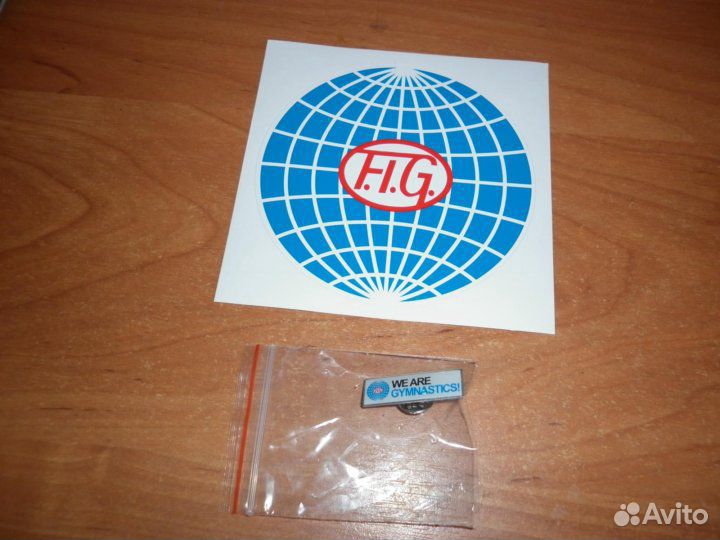 F.I.G.
WE ARE
GYMNASTICS!
Avito